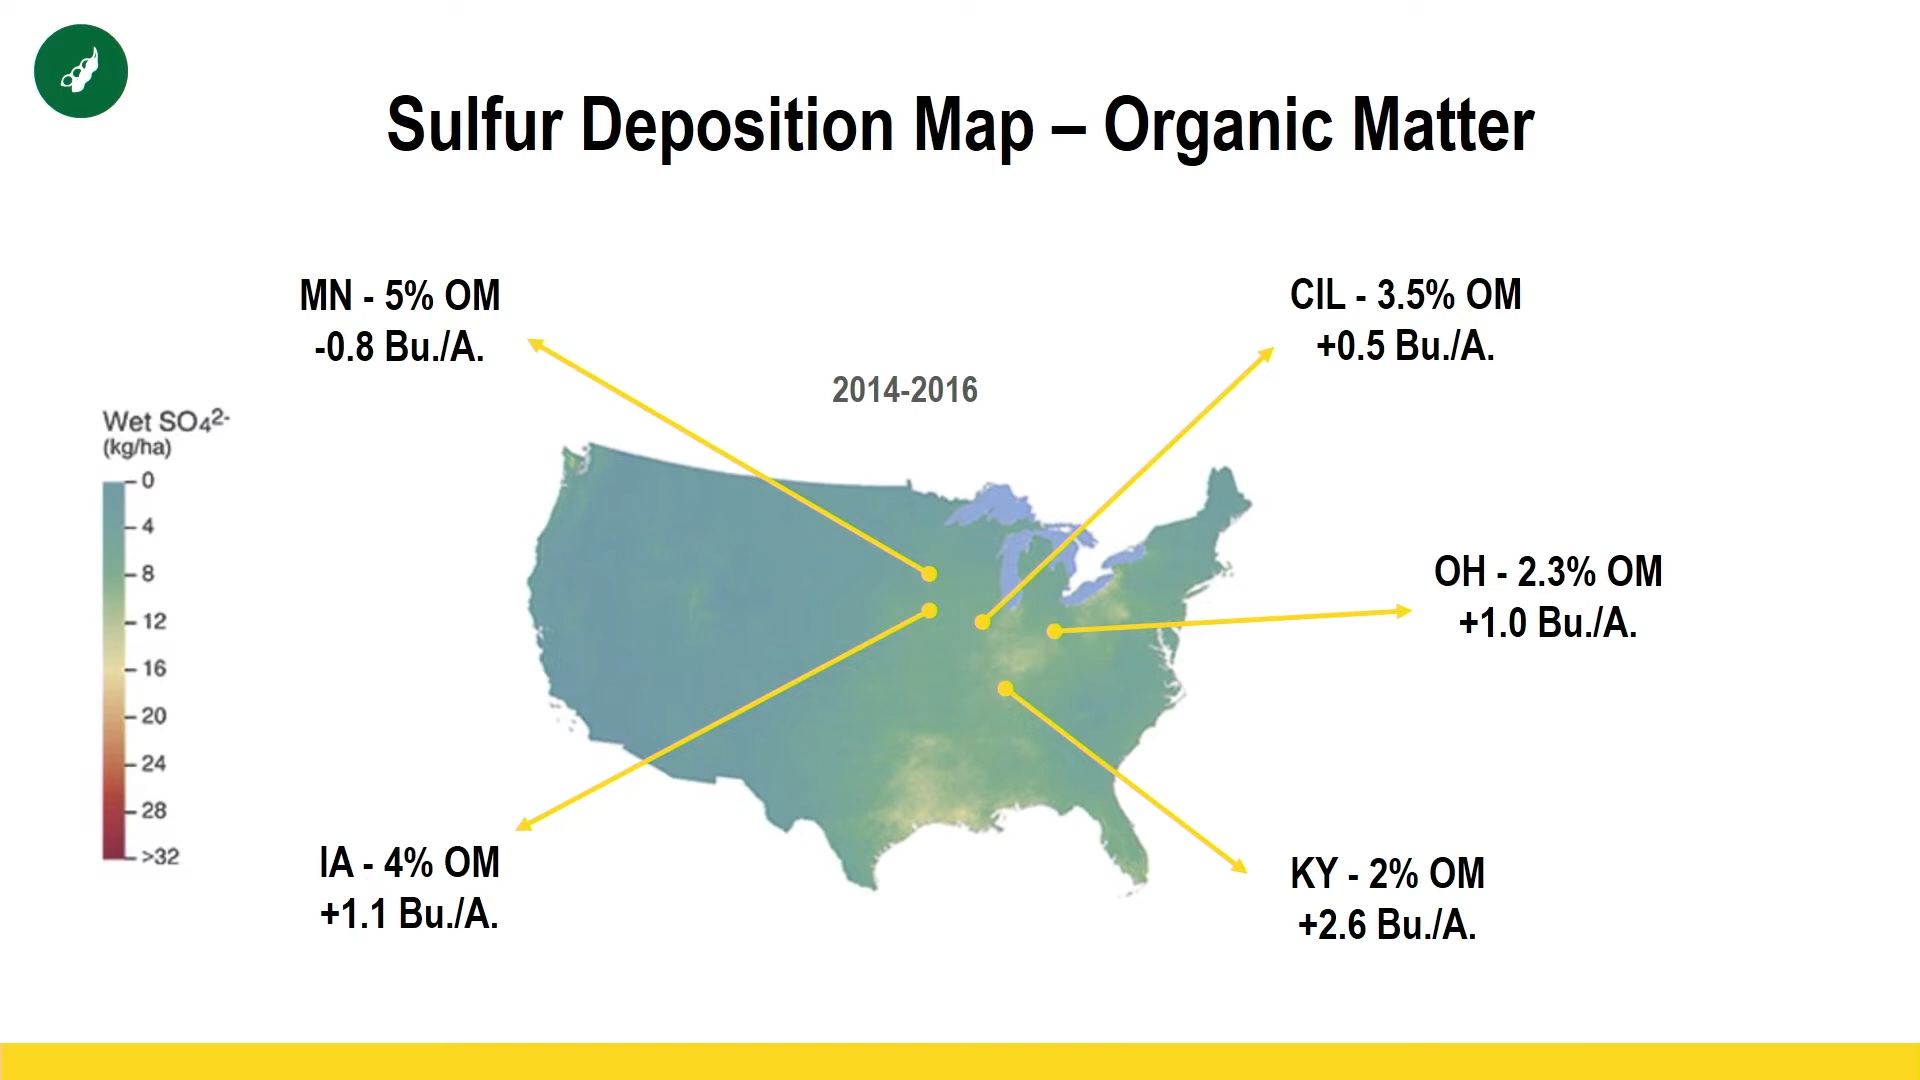 Sulfur Deposition Map – Organic Matter
MN - 5% OM
-0.8 Bu./A.
CIL - 3.5% OM
+0.5 Bu./A.
2014-2016
Wet SO₄²⁻
(kg/ha)
0
4
8
12
16
20
24
28
>32
OH - 2.3% OM
+1.0 Bu./A.
IA - 4% OM
+1.1 Bu./A.
KY - 2% OM
+2.6 Bu./A.